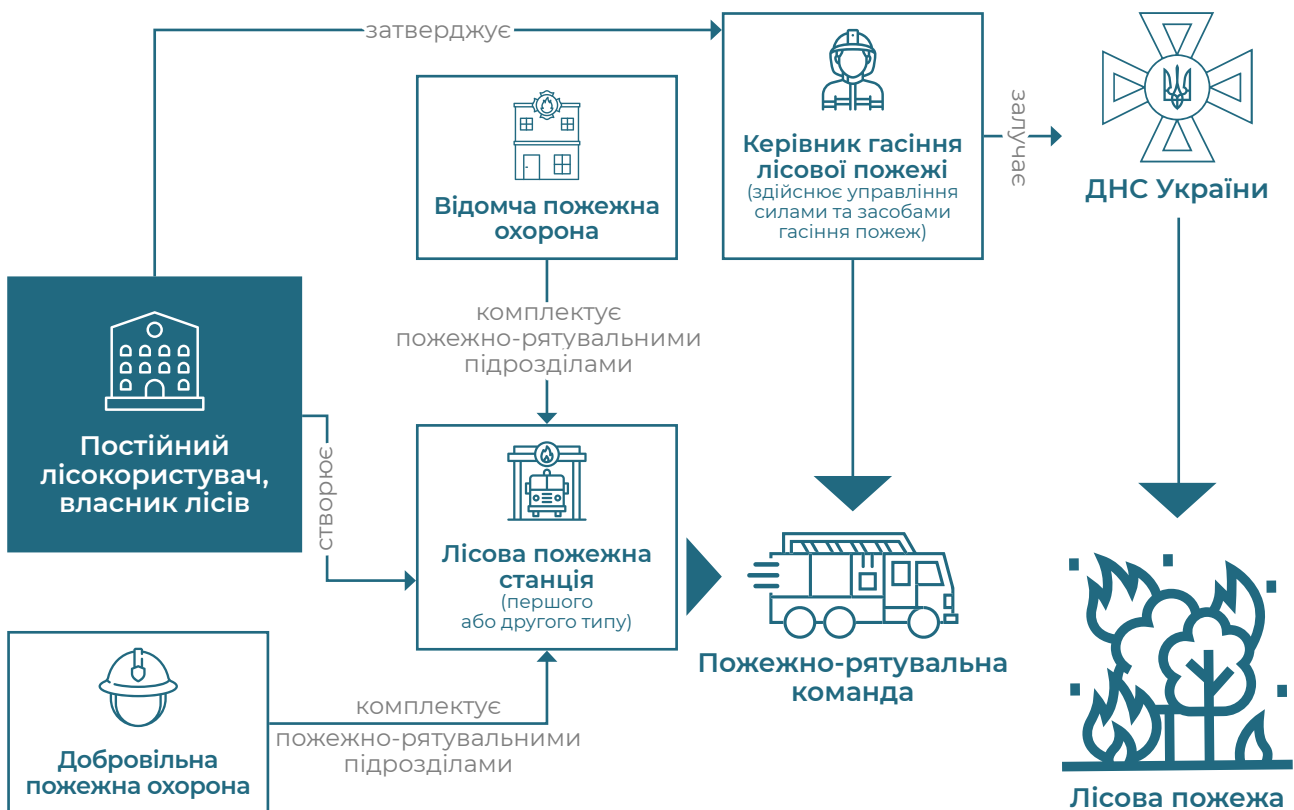 затверджує
Відомча пожежна
охорона
Керівник гасіння
лісової пожежі
(здійснює управління
силами та засобами
гасіння пожеж)
залучає
ДНС України
комплектує
пожежно-рятувальними
підрозділами
Постійний
лісокористувач,
власник лісів
створює
Лісова пожежна
станція
(першого
або другого типу)
Пожежно-рятувальна
команда
Добровільна
пожежна охорона
комплектує
пожежно-рятувальними
підрозділами
Лісова пожежа